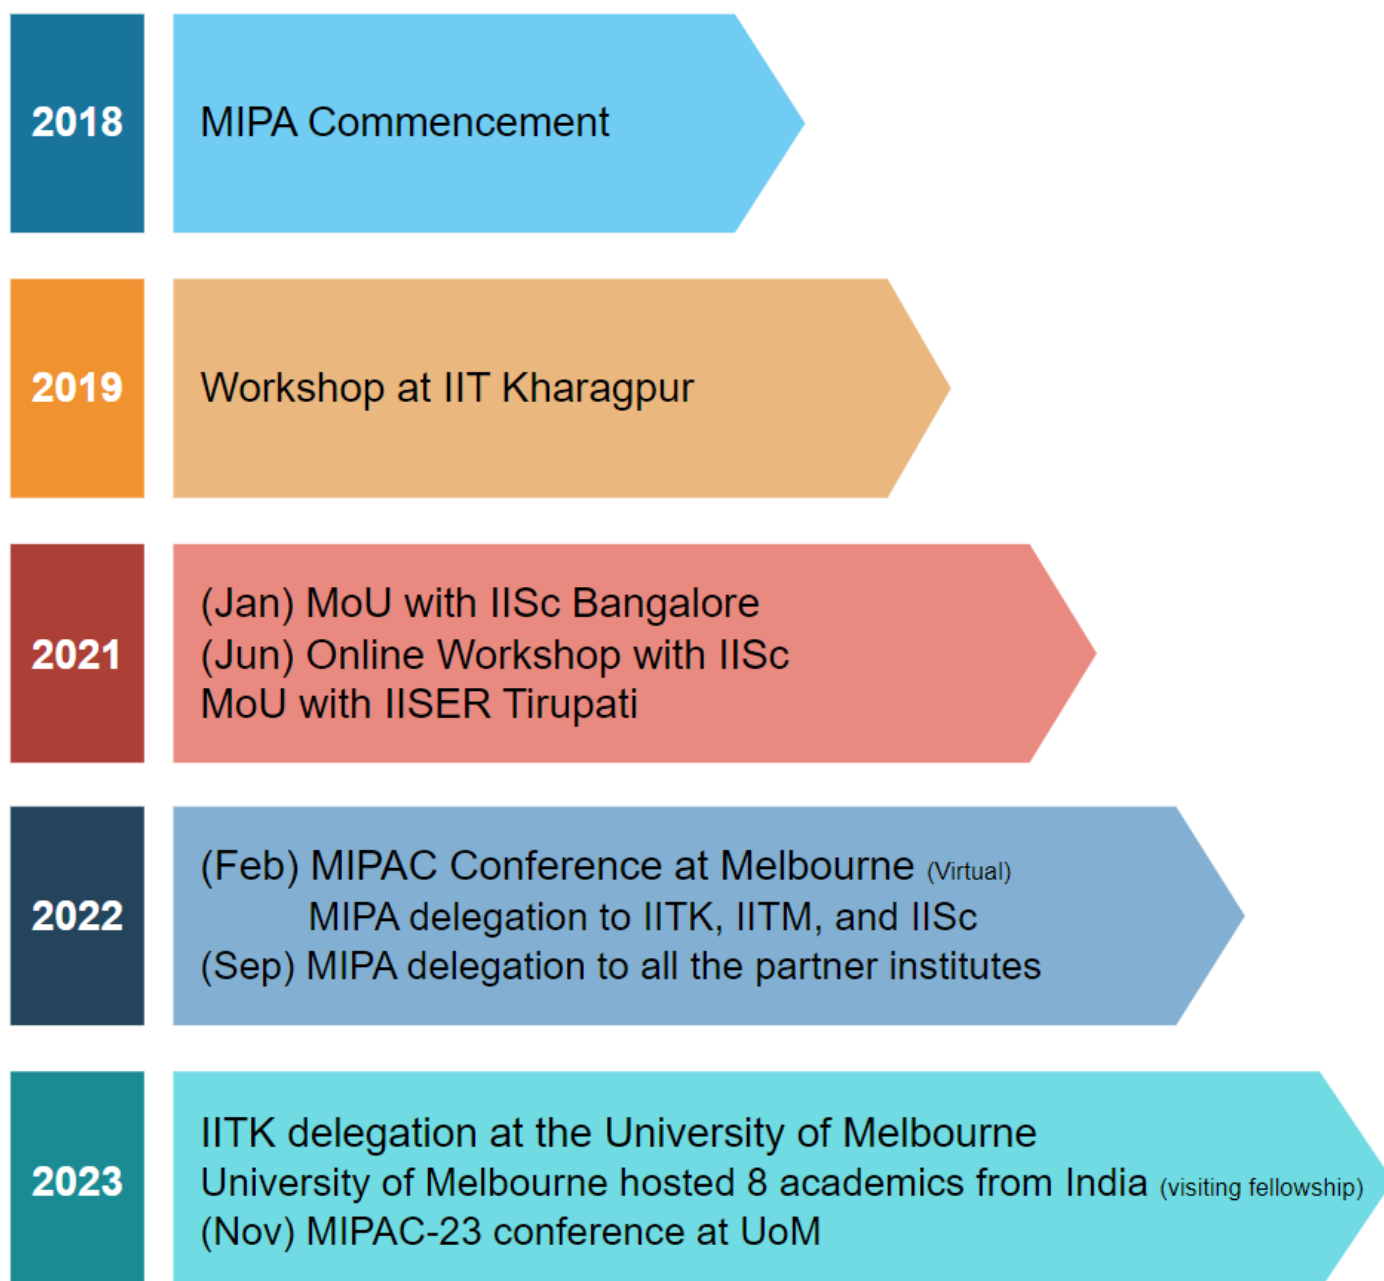 2018
MIPA Commencement
2019
Workshop at IIT Kharagpur
2021
(Jan) MoU with IISc Bangalore
(Jun) Online Workshop with IISc
MoU with IISER Tirupati
2022
(Feb) MIPAC Conference at Melbourne (Virtual)
MIPA delegation to IITK, IITM, and IISc
(Sep) MIPA delegation to all the partner institutes
2023
IITK delegation at the University of Melbourne
University of Melbourne hosted 8 academics from India (visiting fellowship)
(Nov) MIPAC-23 conference at UoM